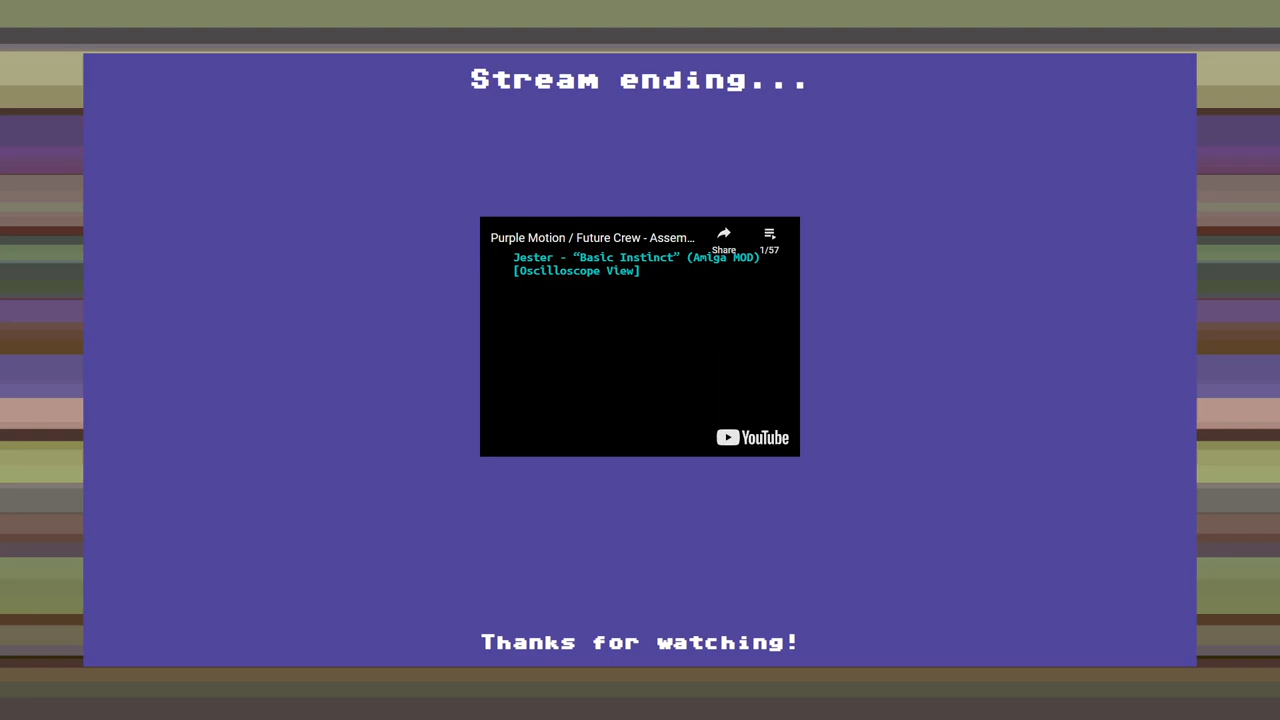 Stream ending...
Purple Motion / Future Crew - Assem...
Share
1/57
Jester - “Basic Instinct” (Amiga MOD)
[Oscilloscope View]
YouTube
Thanks for watching!